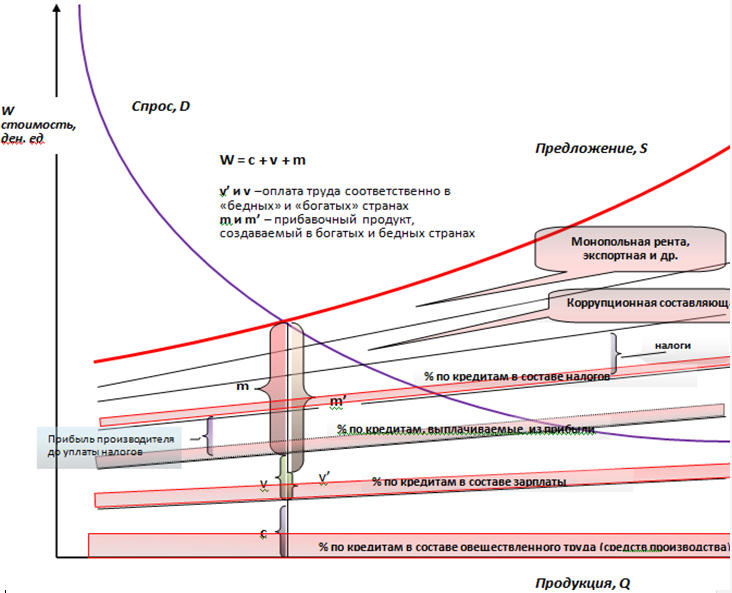 W
стоимость,
ден. ед
Спрос, D
W = c + v + m
v’ и v –оплата труда соответственно в
«бедных» и «богатых» странах
m и m’ – прибавочный продукт,
создаваемый в богатых и бедных странах
Предложение, S
Монопольная рента,
экспортная и др.
Коррупционная составляющ
налоги
% по кредитам в составе налогов
m
m’
Прибыль производителя
до уплаты налогов
% по кредитам, выплачиваемые из прибыли
v
v’
% по кредитам в составе зарплаты
c
% по кредитам в составе овеществленного труда (средств производства)
Продукция, Q